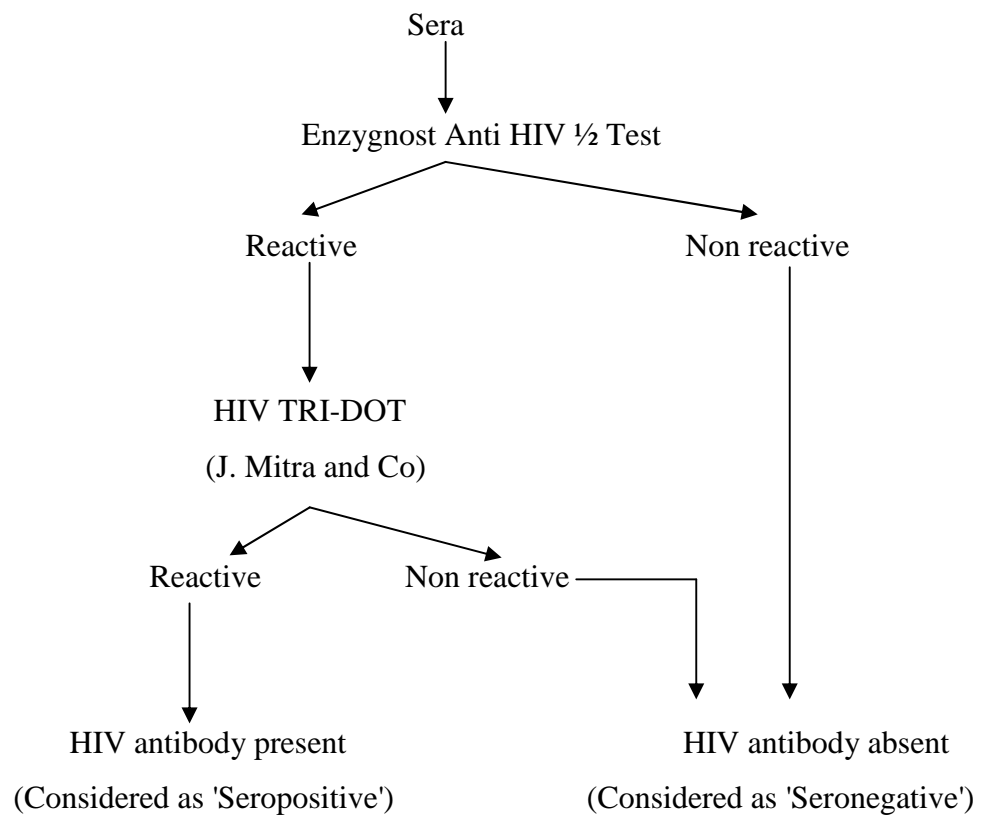 Sera
Enzygnost Anti HIV ½ Test
Reactive
Non reactive
HIV TRI-DOT
(J. Mitra and Co)
Reactive
Non reactive
HIV antibody present
(Considered as 'Seropositive')
HIV antibody absent
(Considered as 'Seronegative')